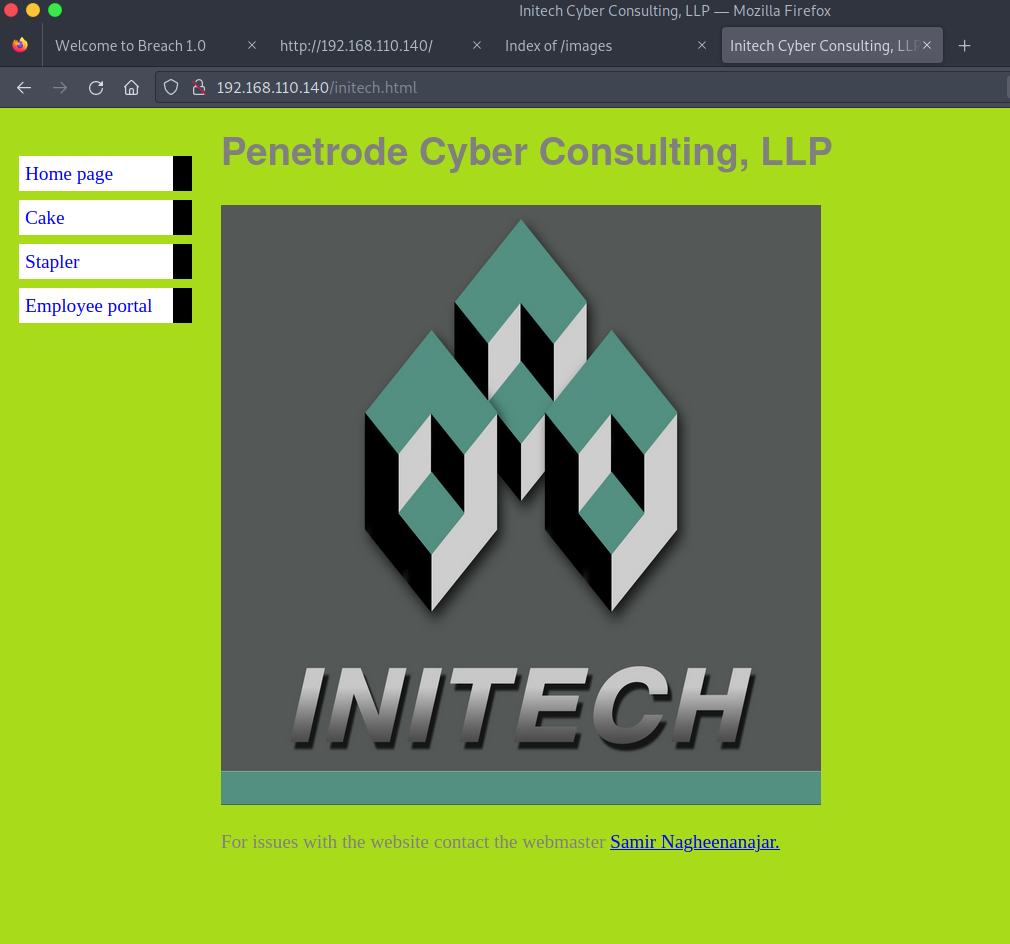 Initech Cyber Consulting, LLP — Mozilla Firefox
Welcome to Breach 1.0
http://192.168.110.140/
Index of /images
Initech Cyber Consulting, LLP
192.168.110.140/initech.html
Penetrode Cyber Consulting, LLP
Home page
Cake
Stapler
Employee portal
INITECH
For issues with the website contact the webmaster Samir Nagheenanajar.